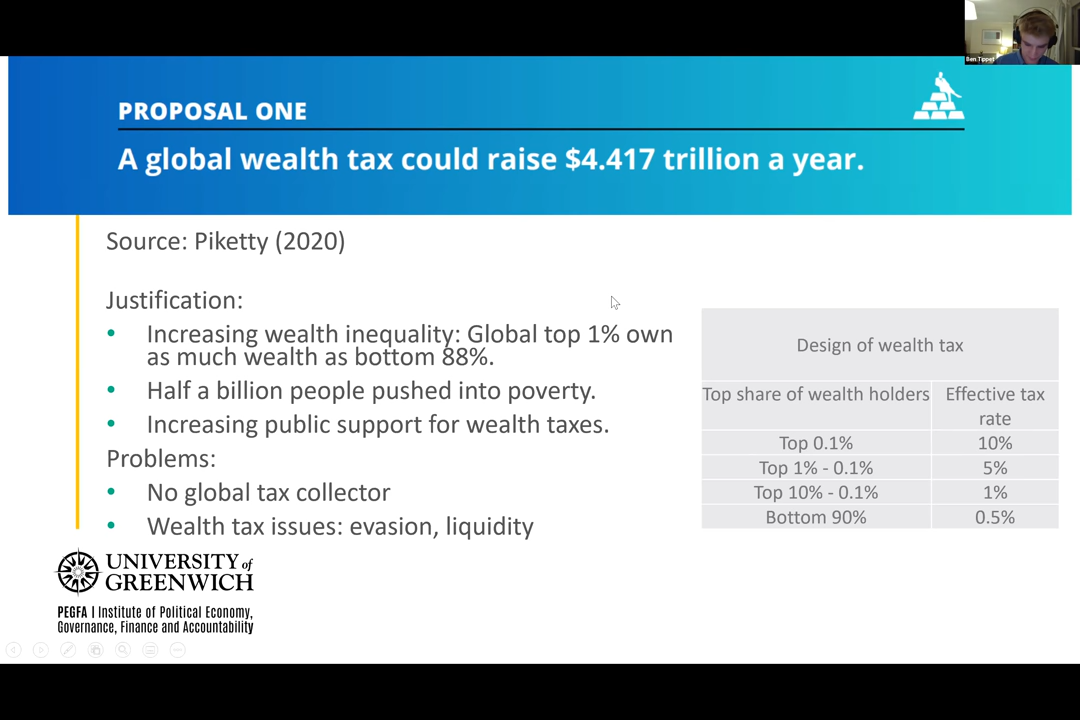 Ben Tippet
PROPOSAL ONE
A global wealth tax could raise $4.417 trillion a year.
Source: Piketty (2020)
Justification:
• Increasing wealth inequality: Global top 1% own
as much wealth as bottom 88%.
• Half a billion people pushed into poverty.
• Increasing public support for wealth taxes.
Problems:
• No global tax collector
• Wealth tax issues: evasion, liquidity
Design of wealth tax
Top share of wealth holders Effective tax
rate
Top 0.1% 10%
Top 1% - 0.1% 5%
Top 10% - 0.1% 1%
Bottom 90% 0.5%
UNIVERSITY of
GREENWICH
PEGFA | Institute of Political Economy,
Governance, Finance and Accountability